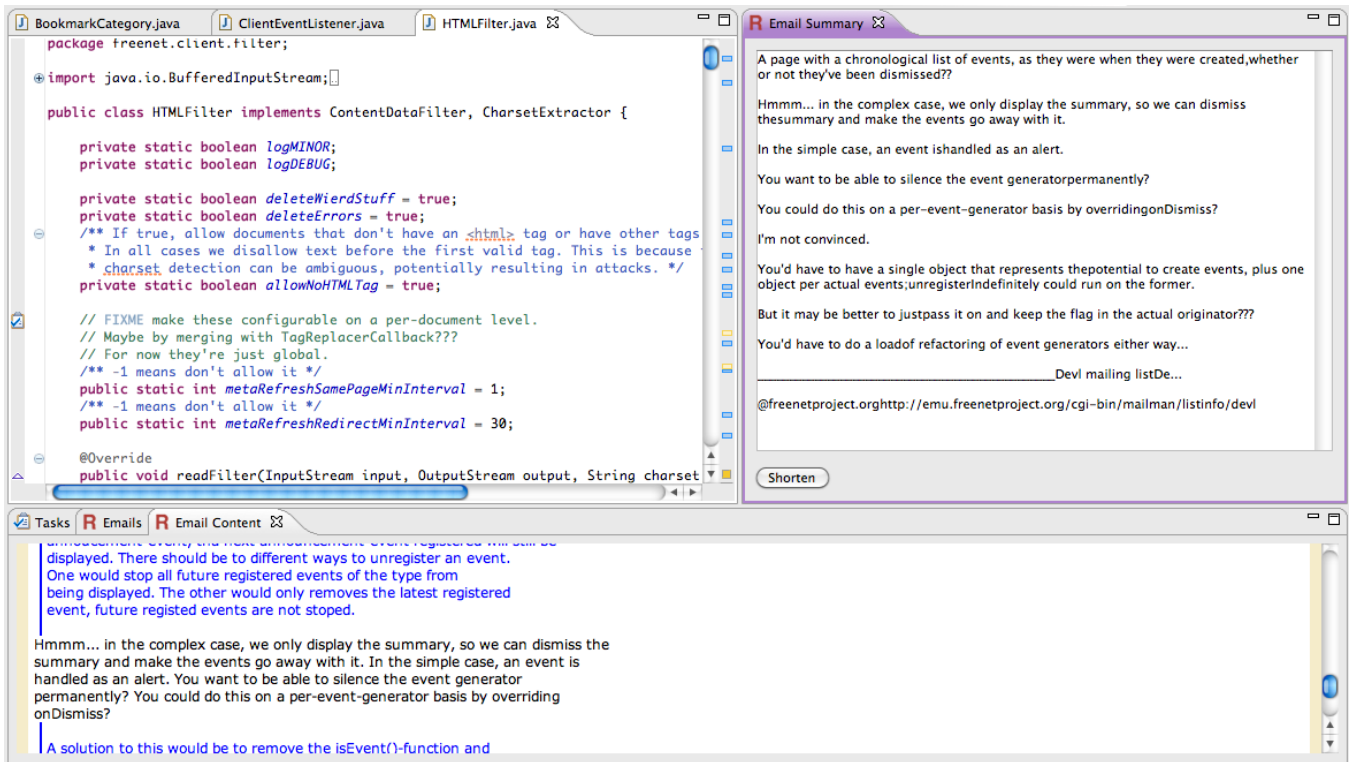 BookmarkCategory.java ClientEventListener.java HTMLFilter.java
package freenet.client.filter;
import java.io.BufferedInputStream;
public class HTMLFilter implements ContentDataFilter, CharsetExtractor {
private static boolean logMINOR;
private static boolean logDEBUG;
private static boolean deleteWierdStuff = true;
private static boolean deleteErrors = true;
/** If true, allow documents that don't have an <html> tag or have other tags
* In all cases we disallow text before the first valid tag. This is because
* charset detection can be ambiguous, potentially resulting in attacks. */
private static boolean allowNoHTMLTag = true;
// FIXME make these configurable on a per-document level.
// Maybe by merging with TagReplacerCallback???
// For now they're just global.
/** -1 means don't allow it */
public static int metaRefreshSamePageMinInterval = 1;
/** -1 means don't allow it */
public static int metaRefreshRedirectMinInterval = 30;
@Override
public void readFilter(InputStream input, OutputStream output, String charset
R Email Summary
A page with a chronological list of events, as they were when they were created,whether
or not they've been dismissed??
Hmmm... in the complex case, we only display the summary, so we can dismiss
thesummary and make the events go away with it.
In the simple case, an event ishandled as an alert.
You want to be able to silence the event generatorpermanently?
You could do this on a per-event-generator basis by overridingonDismiss?
I'm not convinced.
You'd have to have a single object that represents thepotential to create events, plus one
object per actual events;unregisterIndefinitely could run on the former.
But it may be better to justpass it on and keep the flag in the actual originator???
You'd have to do a loadof refactoring of event generators either way...
_______________________________________________Devl mailing listDe...
@freenetproject.orghttp://emu.freenetproject.org/cgi-bin/mailman/listinfo/devl
Shorten
Tasks R Emails R Email Content
annoucement-event, thd next announcement-event registered will still be
displayed. There should be to different ways to unregister an event.
One would stop all future registered events of the type from
being displayed. The other would only removes the latest registered
event, future registed events are not stoped.
Hmmm... in the complex case, we only display the summary, so we can dismiss the
summary and make the events go away with it. In the simple case, an event is
handled as an alert. You want to be able to silence the event generator
permanently? You could do this on a per-event-generator basis by overriding
onDismiss?
A solution to this would be to remove the isEvent()-function and